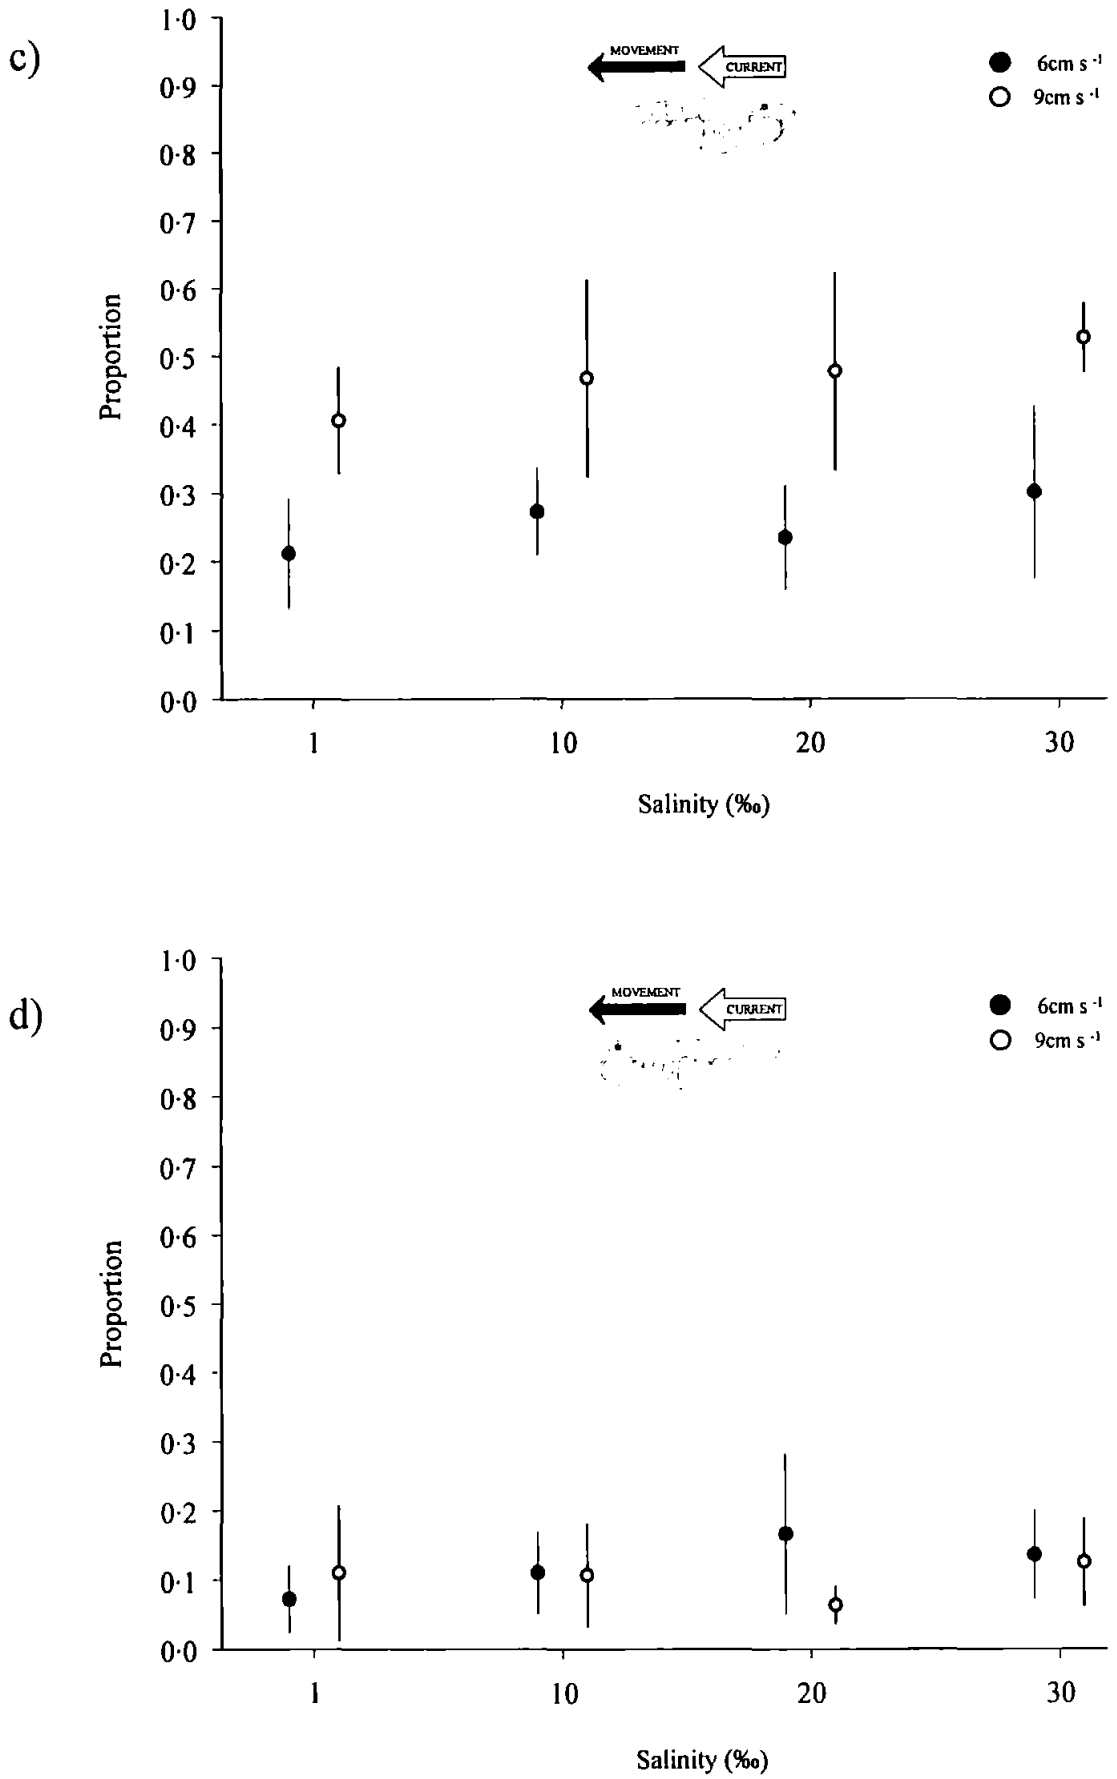 c)
1·0
0·9
0·8
0·7
0·6
0·5
0·4
0·3
0·2
0·1
0·0
Proportion
MOVEMENT
CURRENT
6cm s -1
9cm s -1
1 10 20 30
Salinity (‰)
d)
1·0
0·9
0·8
0·7
0·6
0·5
0·4
0·3
0·2
0·1
0·0
Proportion
MOVEMENT
CURRENT
6cm s -1
9cm s -1
1 10 20 30
Salinity (‰)